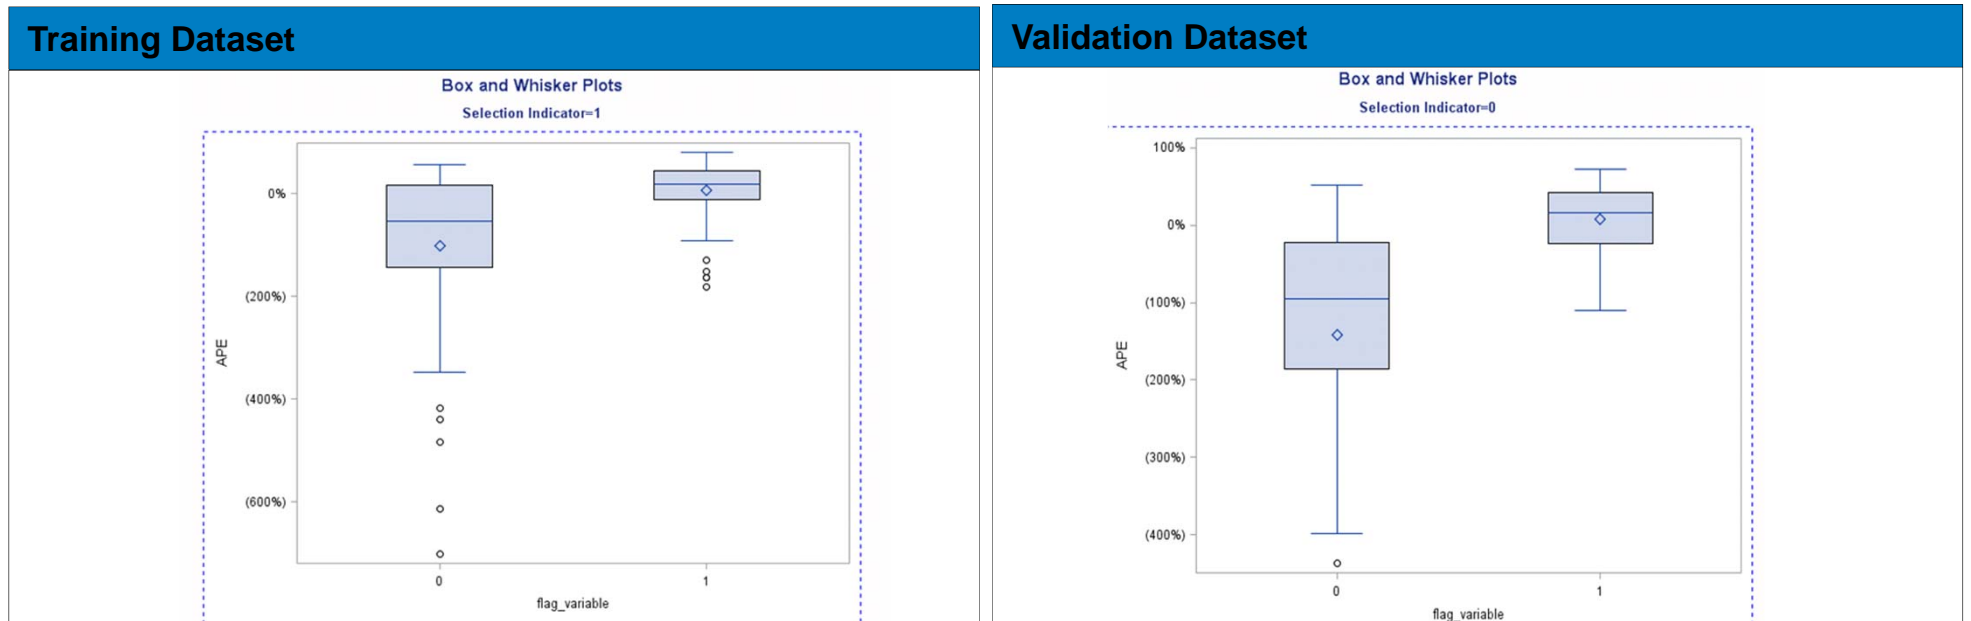 Training Dataset
Box and Whisker Plots
Selection Indicator=1
0%
(200%)
(400%)
(600%)
APE
0 1
flag_variable
Validation Dataset
Box and Whisker Plots
Selection Indicator=0
100%
0%
(100%)
(200%)
(300%)
(400%)
APE
0 1
flag_variable